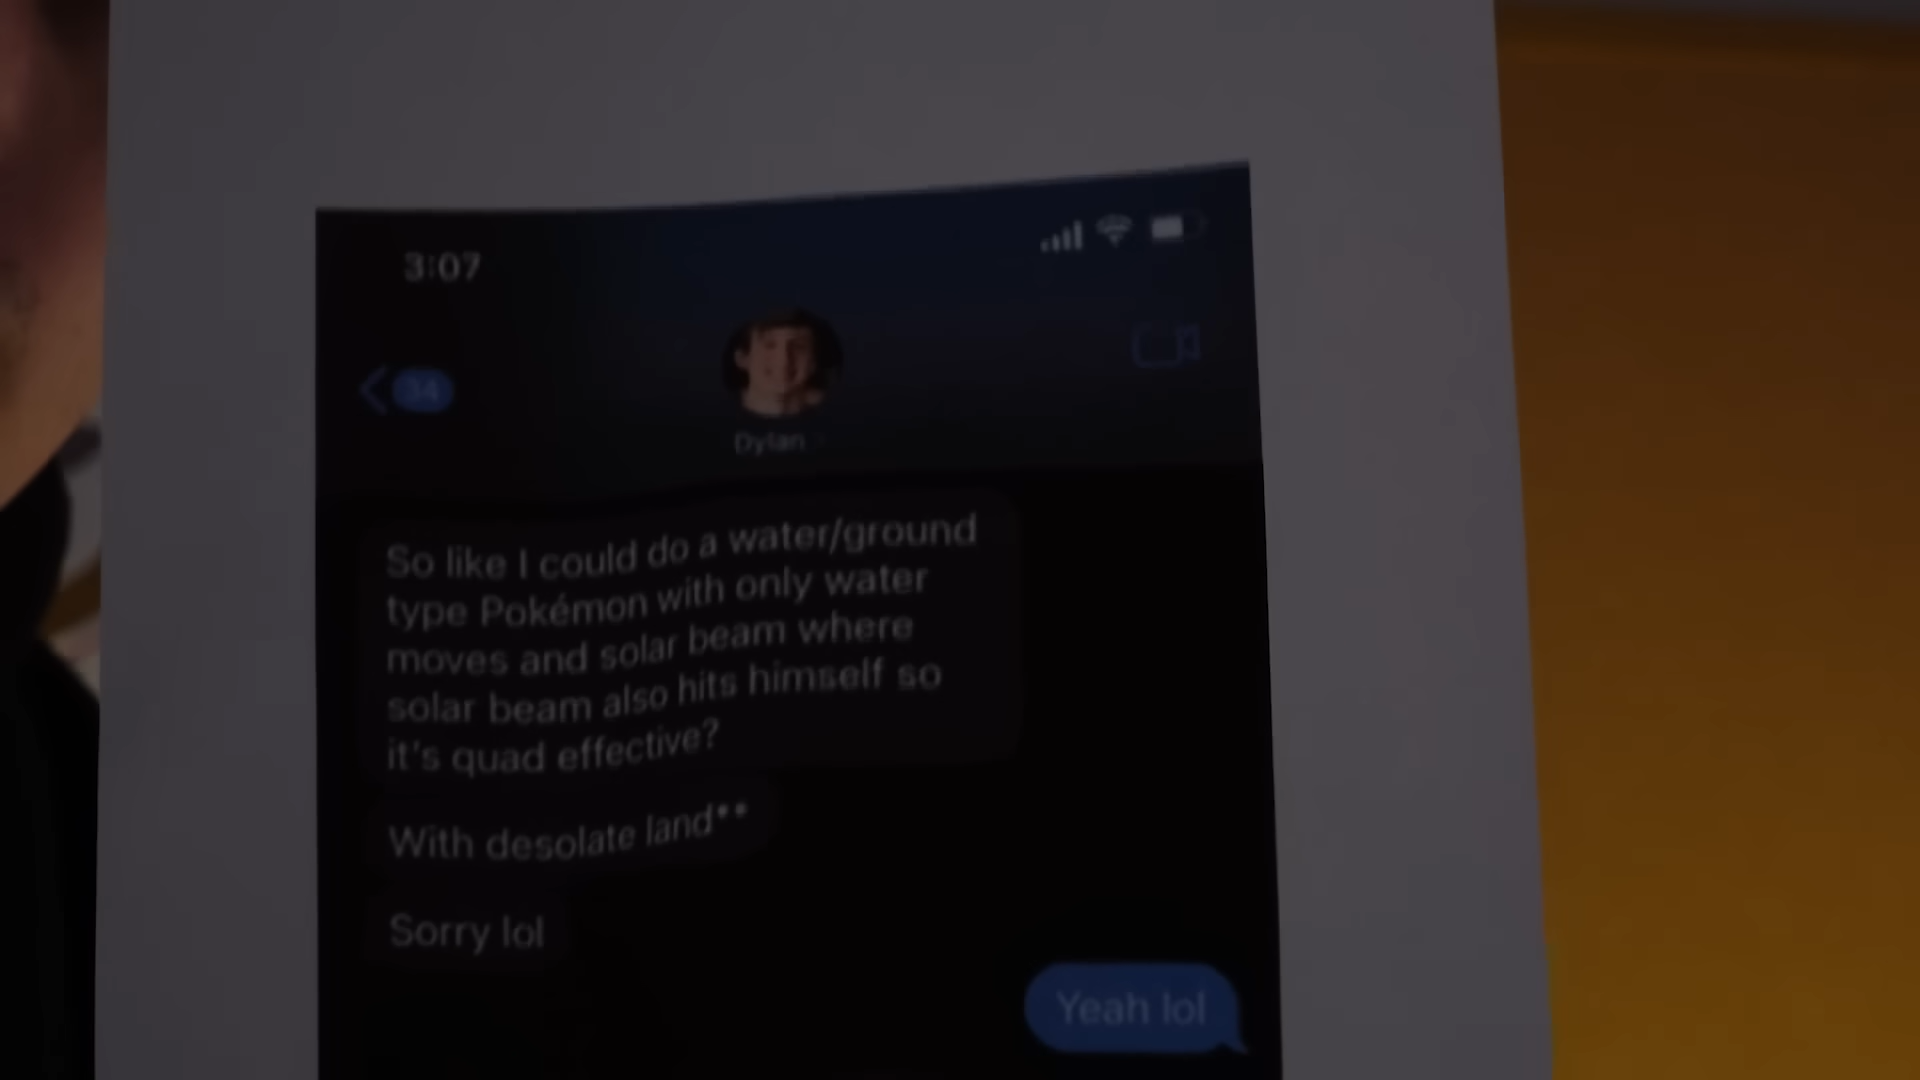 3:07
34
Dylan
So like I could do a water/ground
type Pokémon with only water
moves and solar beam where
solar beam also hits himself so
it's quad effective?
With desolate land**
Sorry lol
Yeah lol